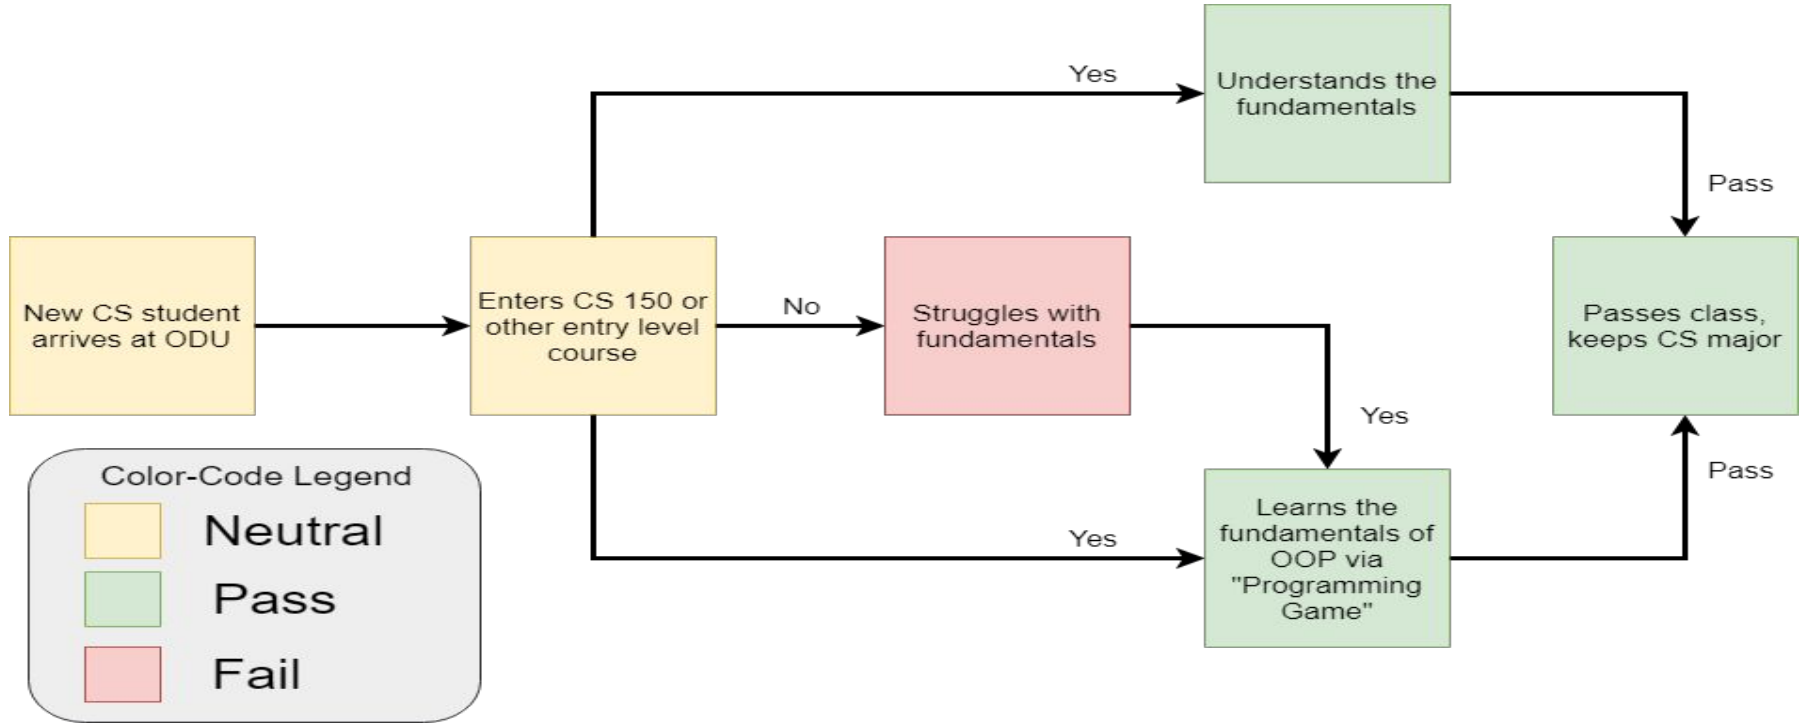 Yes
Understands the
fundamentals
Pass
New CS student
arrives at ODU
Enters CS 150 or
other entry level
course
No
Struggles with
fundamentals
Passes class,
keeps CS major
Yes
Pass
Yes
Learns the
fundamentals of
OOP via
"Programming
Game"
Color-Code Legend
Neutral
Pass
Fail